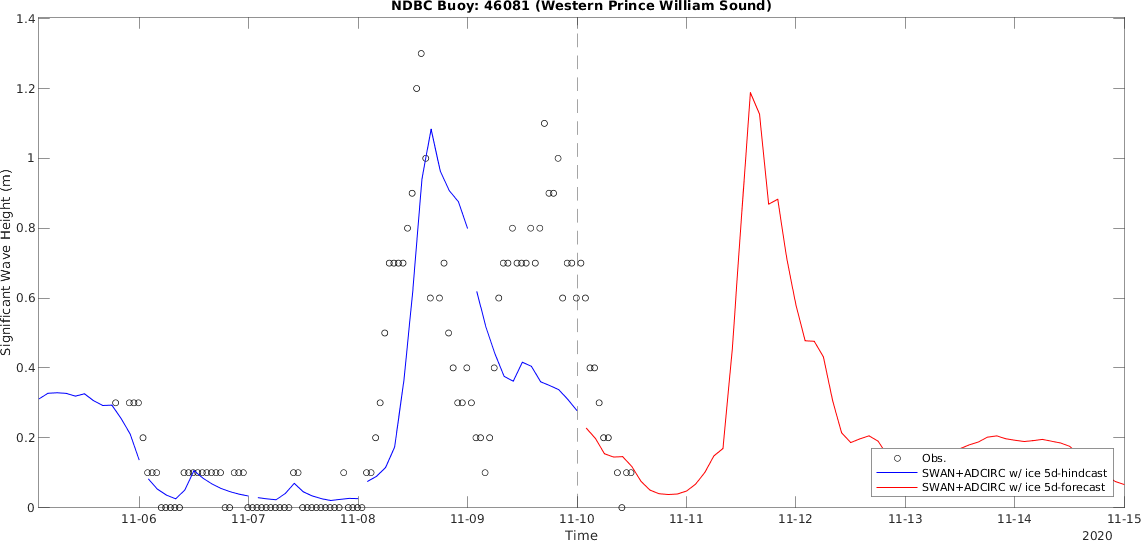 NDBC Buoy: 46081 (Western Prince William Sound)
1.4
1.2
1
0.8
0.6
0.4
0.2
0
Significant Wave Height (m)
Obs.
SWAN+ADCIRC w/ ice 5d-hindcast
SWAN+ADCIRC w/ ice 5d-forecast
11-06 11-07 11-08 11-09 11-10 11-11 11-12 11-13 11-14 11-15
Time
2020